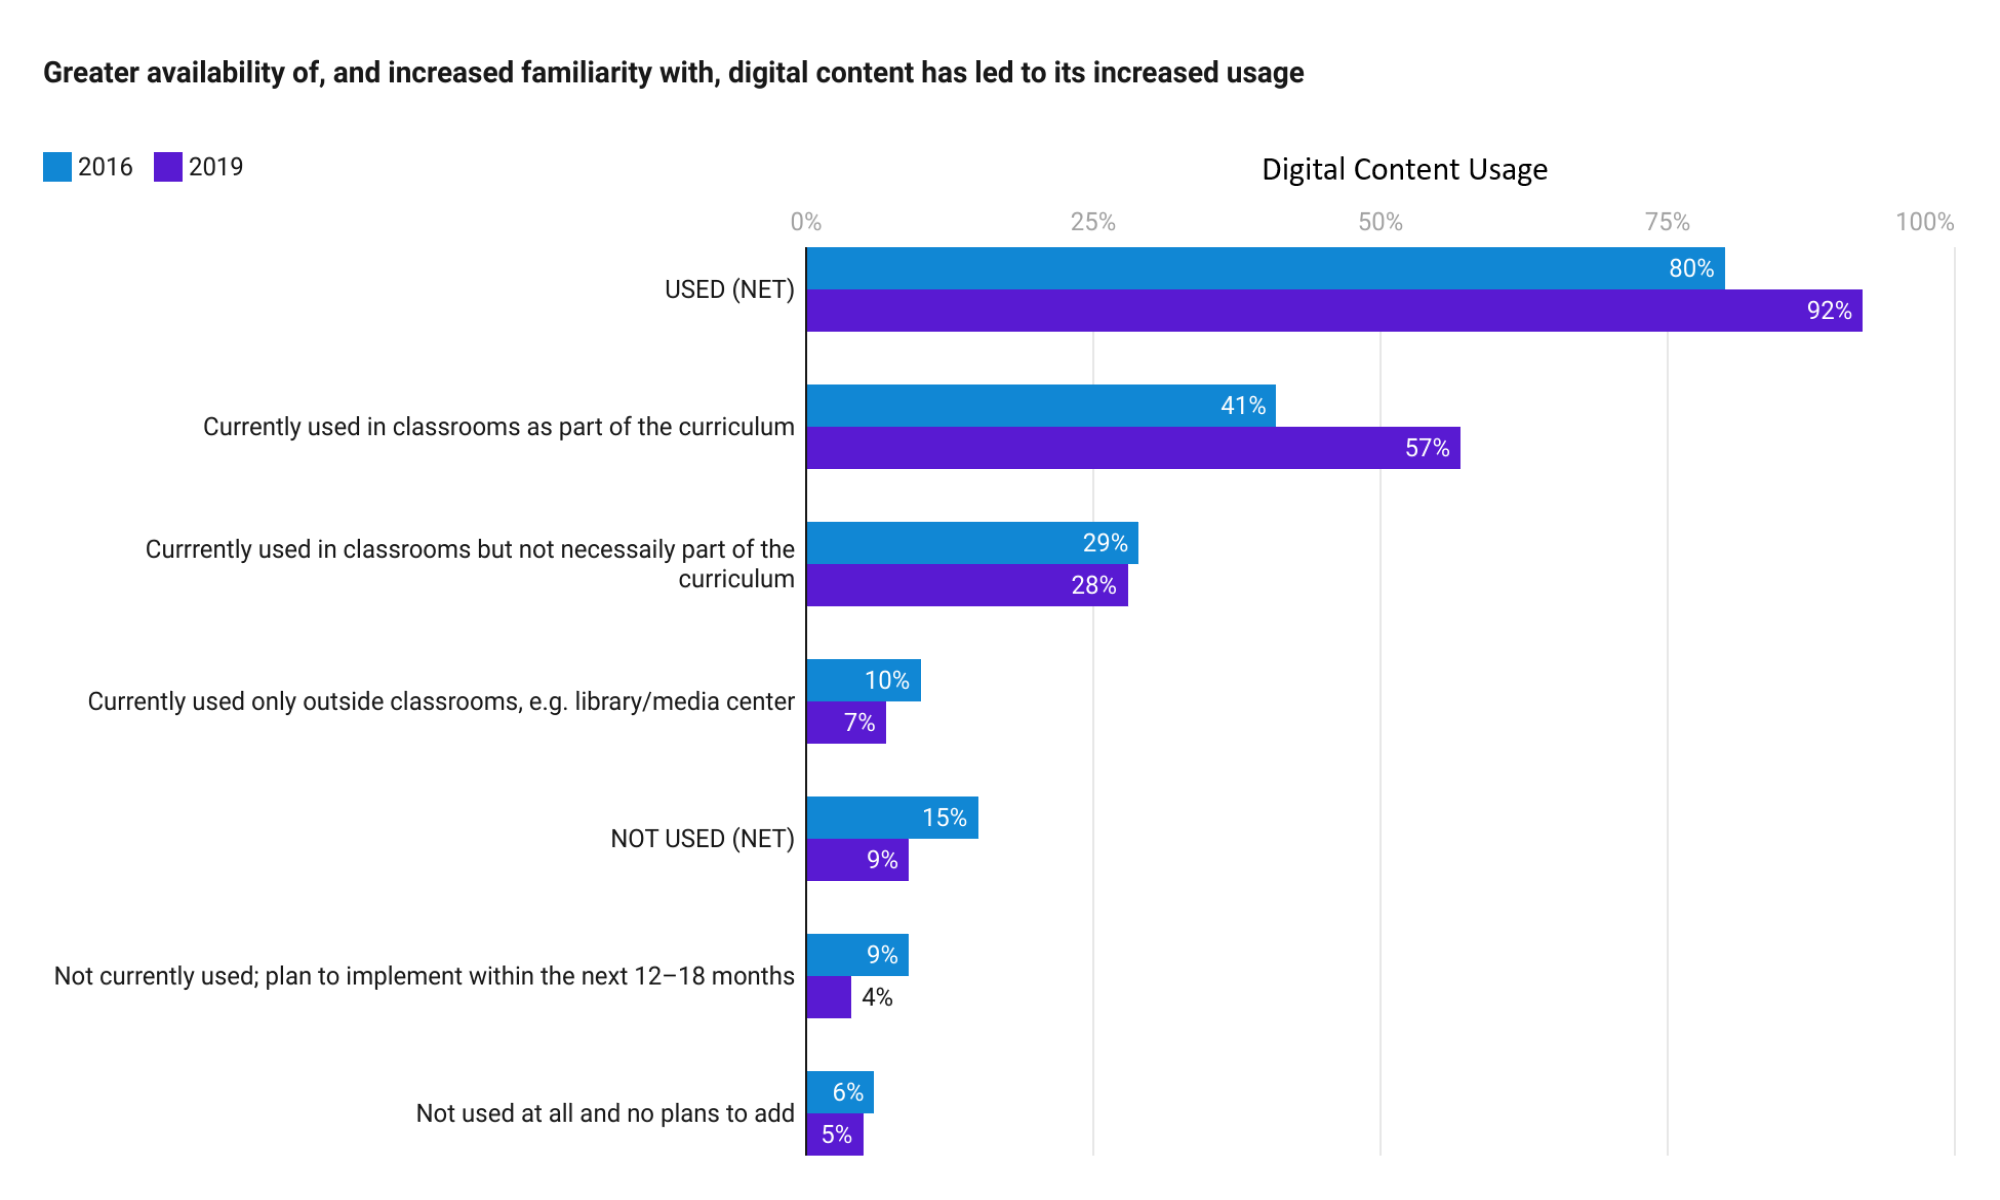 Greater availability of, and increased familiarity with, digital content has led to its increased usage
2016 2019
Digital Content Usage
0% 25% 50% 75% 100%
USED (NET)
80%
92%
Currently used in classrooms as part of the curriculum
41%
57%
Currrently used in classrooms but not necessaily part of the
curriculum
29%
28%
Currently used only outside classrooms, e.g. library/media center
10%
7%
NOT USED (NET)
15%
9%
Not currently used; plan to implement within the next 12–18 months
9%
4%
Not used at all and no plans to add
6%
5%